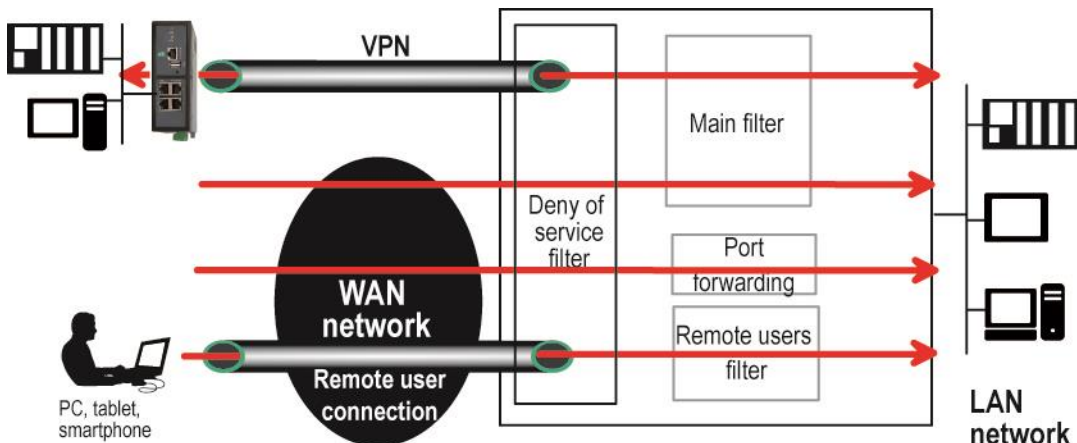 VPN
Main filter
Deny of
service
filter
Port
forwarding
WAN
network
Remote users
filter
Remote user
connection
PC, tablet,
smartphone
LAN
network